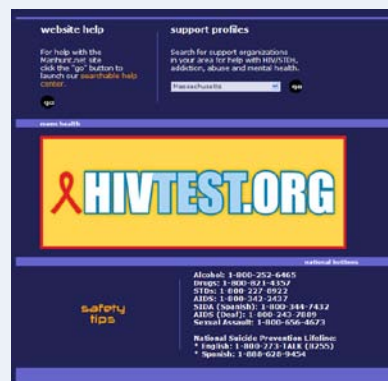 website help
For help with the
Manhunt.net site
click the "go" button to
launch our searchable help
center.
go
support profiles
Search for support organizations
in your area for help with HIV/STDs,
addiction, abuse and mental health.
Massachusetts
go
mens health
HIVTEST.ORG
national hotlines
safety
tips
Alcohol: 1-800-252-6465
Drugs: 1-800-821-4357
STDs: 1-800-227-8922
AIDS: 1-800-342-2437
SIDA (Spanish): 1-800-344-7432
AIDS (Deaf): 1-800-243-7889
Sexual Assault: 1-800-656-4673
National Suicide Prevention Lifeline:
* English: 1-800-273-TALK (8255)
* Spanish: 1-888-628-9454